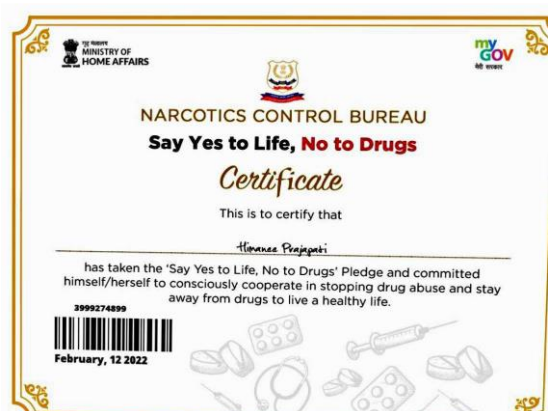 गृह मंत्रालय
MINISTRY OF
HOME AFFAIRS
my
GOV
मेरी सरकार
NARCOTICS CONTROL BUREAU
Say Yes to Life, No to Drugs
Certificate
This is to certify that
Himanee Prajapati
has taken the ‘Say Yes to Life, No to Drugs’ Pledge and committed
himself/herself to consciously cooperate in stopping drug abuse and stay
away from drugs to live a healthy life.
3999274899
February, 12 2022